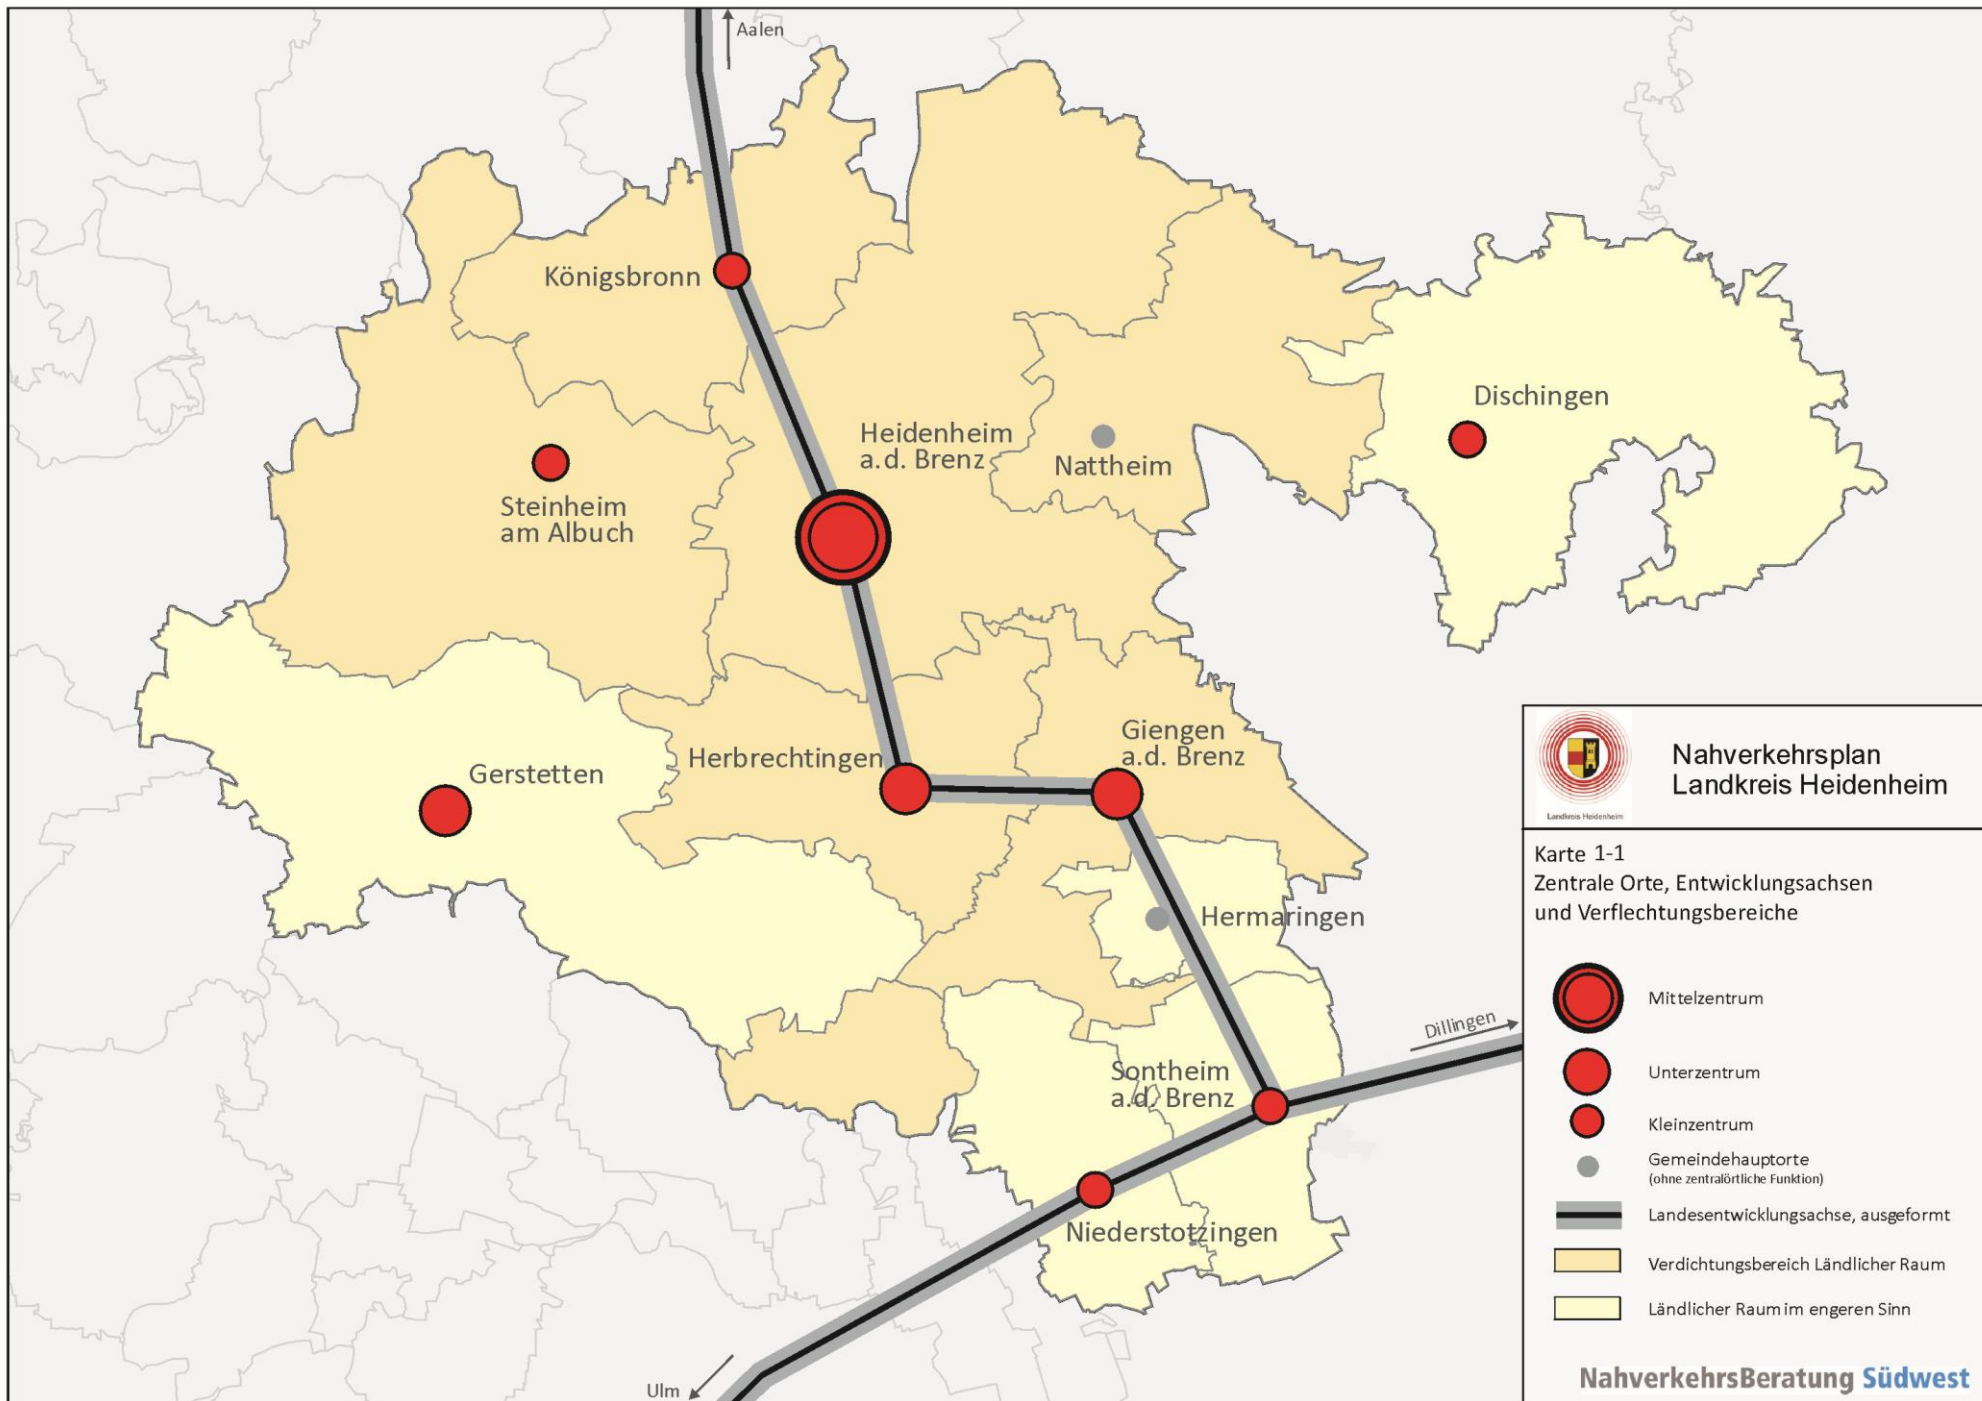 Aalen
Königsbronn
Dischingen
Heidenheim
a.d. Brenz
Nattheim
Steinheim
am Albuch
Giengen
a.d. Brenz
Herbrechtingen
Gerstetten
Hermaringen
Dillingen
Sontheim
a.d. Brenz
Niederstotzingen
Ulm
Landkreis Heidenheim
Nahverkehrsplan
Landkreis Heidenheim
Karte 1-1
Zentrale Orte, Entwicklungsachsen
und Verflechtungsbereiche
Mittelzentrum
Unterzentrum
Kleinzentrum
Gemeindehauptorte
(ohne zentralörtliche Funktion)
Landesentwicklungsachse, ausgeformt
Verdichtungsbereich Ländlicher Raum
Ländlicher Raum im engeren Sinn
NahverkehrsBeratung Südwest